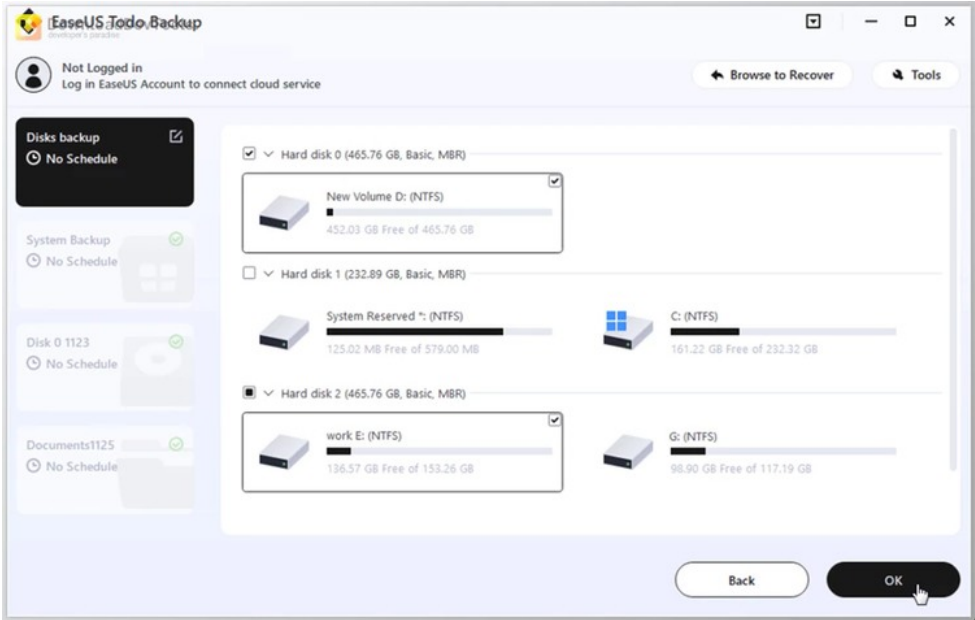 EaseUS Todo Backup
developer's paradise
Not Logged in
Log in EaseUS Account to connect cloud service
Browse to Recover
Tools
Disks backup
No Schedule
System Backup
No Schedule
Disk 0 1123
No Schedule
Documents1125
No Schedule
Hard disk 0 (465.76 GB, Basic, MBR)
New Volume D: (NTFS)
452.03 GB Free of 465.76 GB
Hard disk 1 (232.89 GB, Basic, MBR)
System Reserved *: (NTFS)
125.02 MB Free of 579.00 MB
C: (NTFS)
161.22 GB Free of 232.32 GB
Hard disk 2 (465.76 GB, Basic, MBR)
work E: (NTFS)
136.57 GB Free of 153.26 GB
G: (NTFS)
98.90 GB Free of 117.19 GB
Back
OK